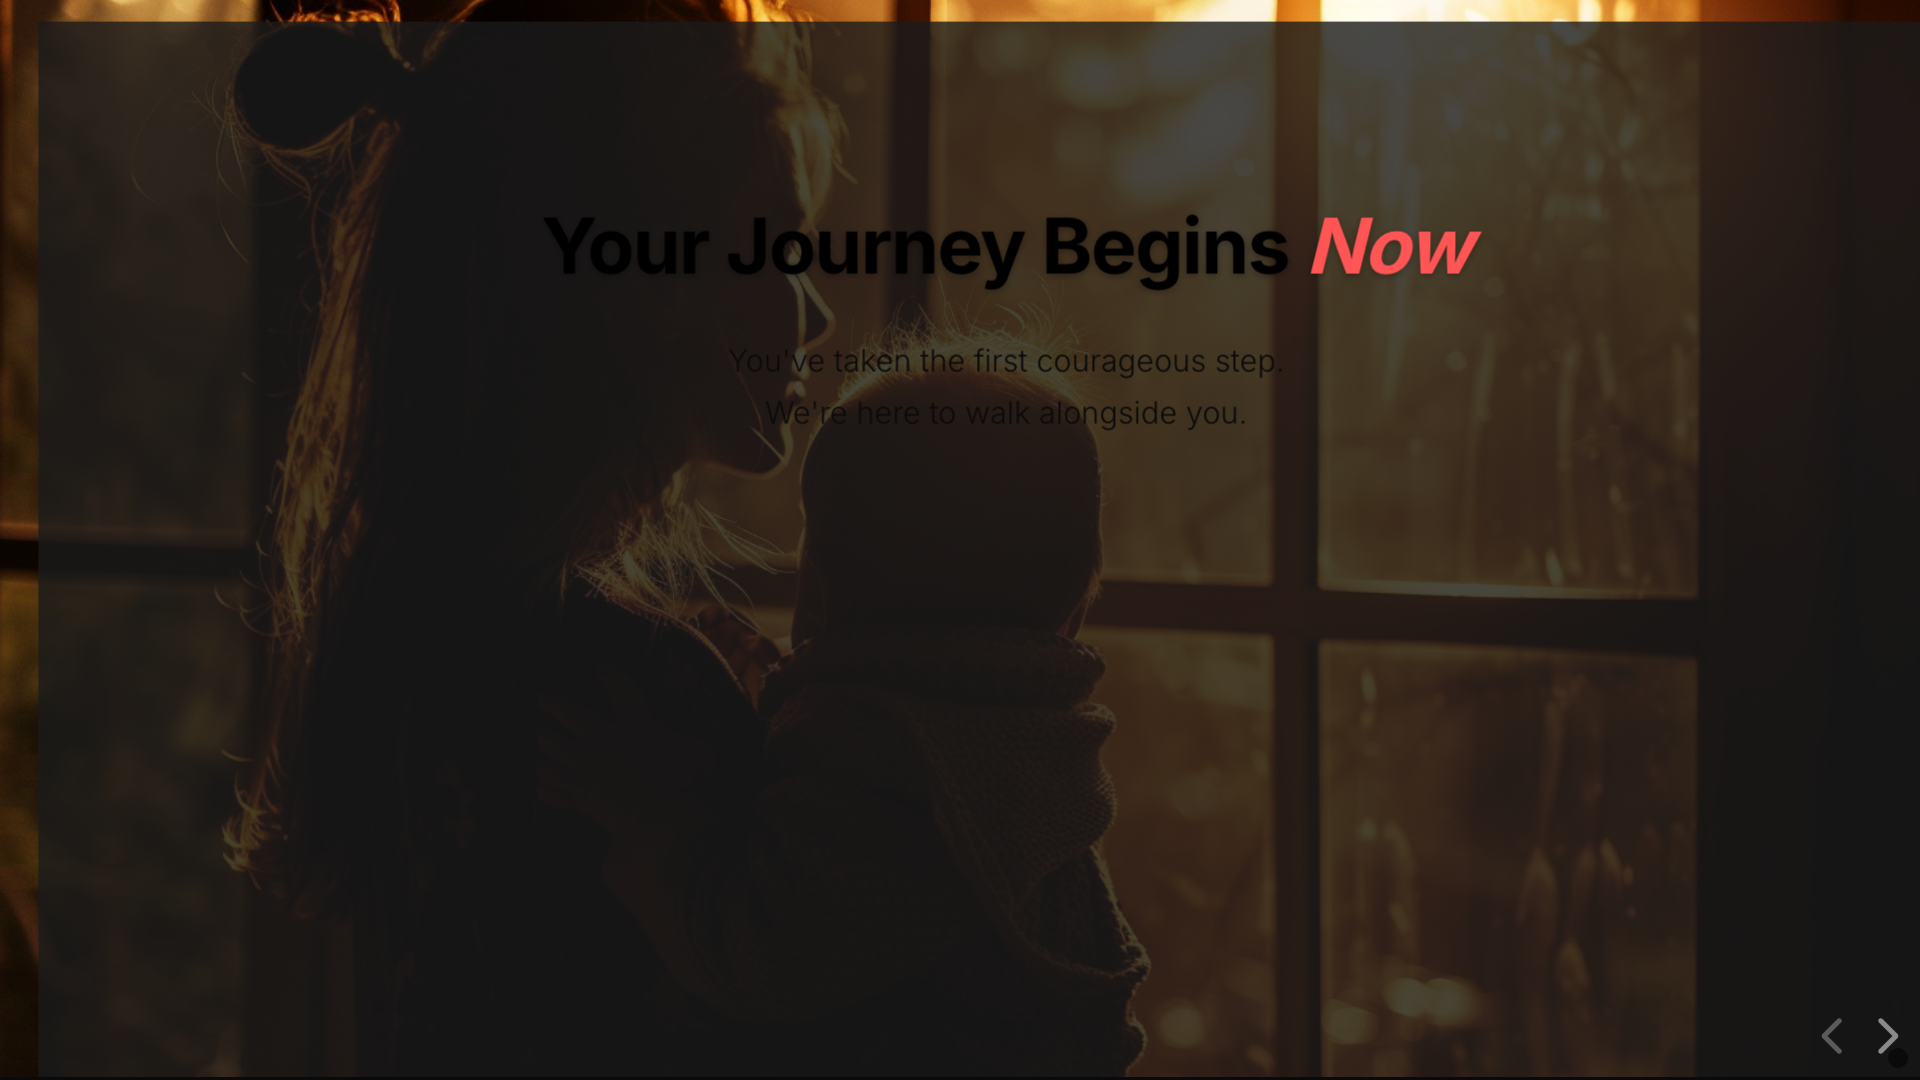 Your Journey Begins Now
You've taken the first courageous step.
We're here to walk alongside you.